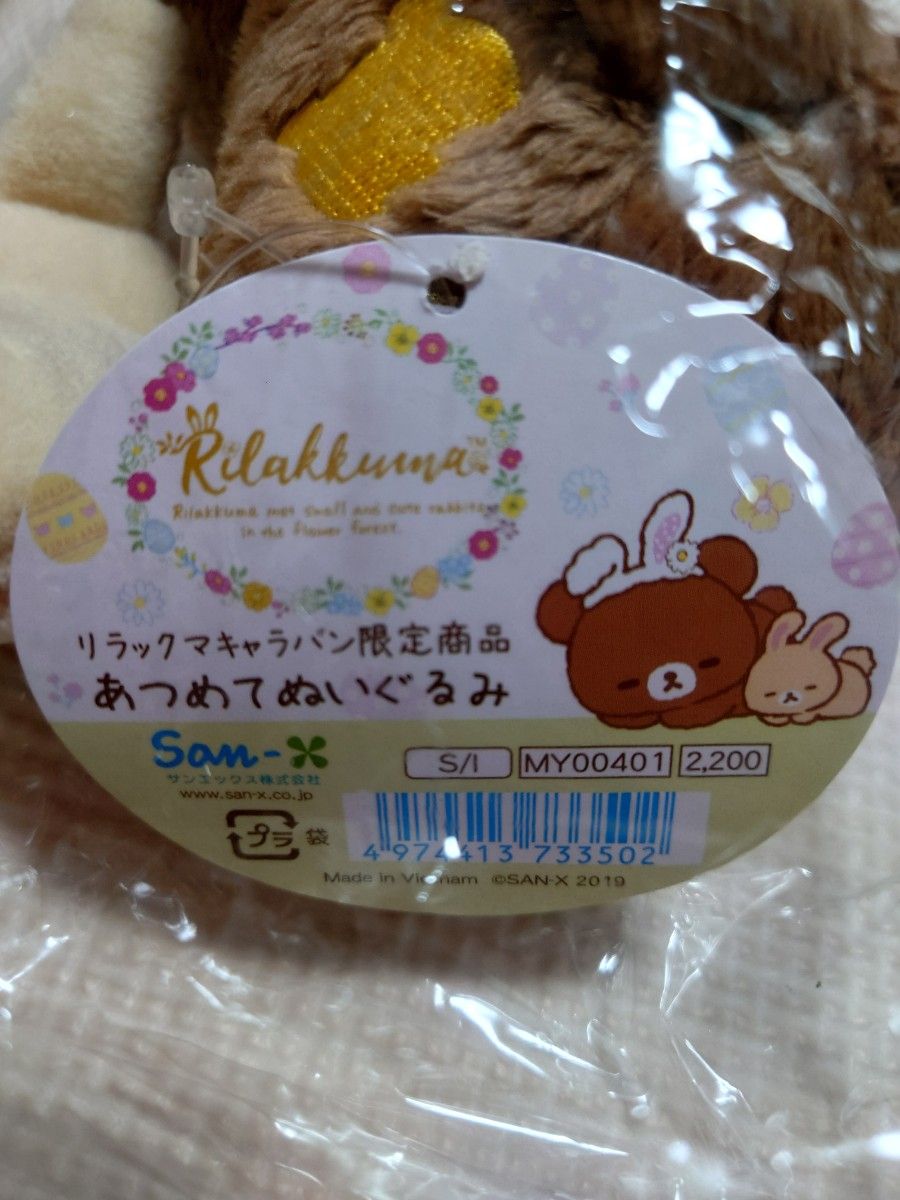 Rilakkuma™
Rilakkuma met small and cute rabbits
in the flower forest.
リラックマキャラバン限定商品
あつめてぬいぐるみ
San-X
サンエックス株式会社
www.san-x.co.jp
S/I MY00401 2,200
プラ 袋
4 974413 733502
Made in Vietnam ©SAN-X 2019